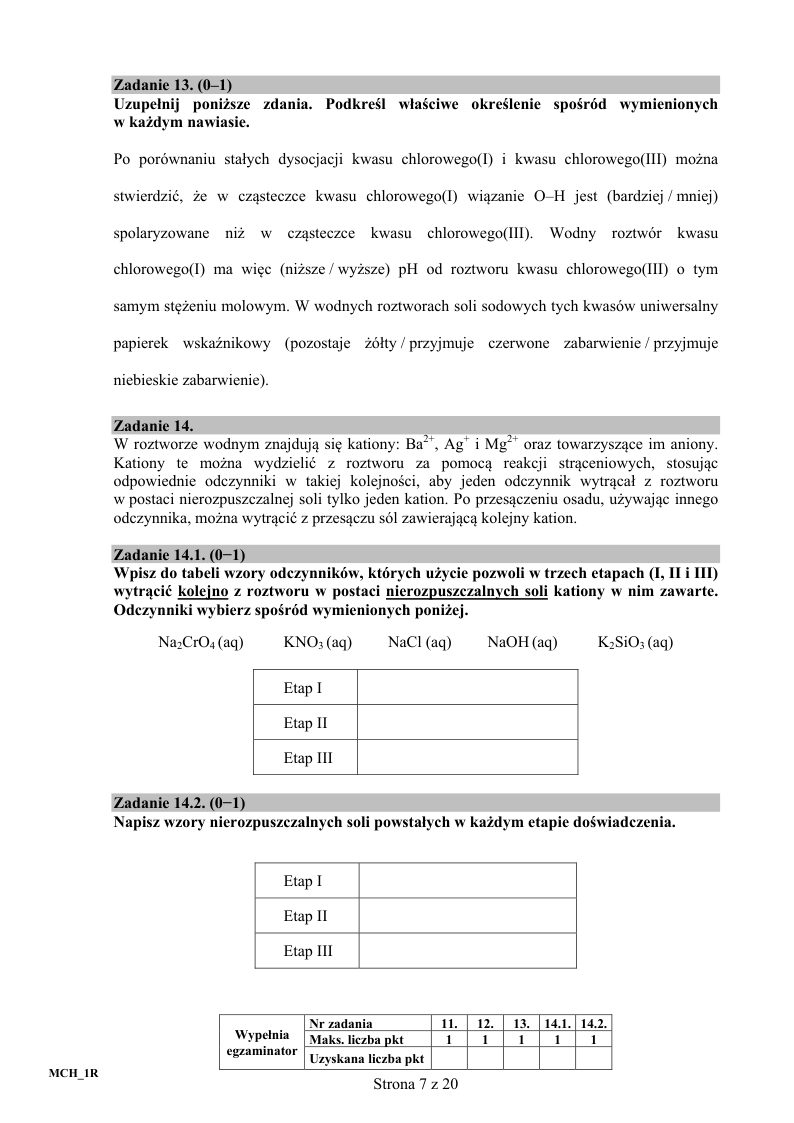 Zadanie 13. (0–1)
Uzupełnij poniższe zdania. Podkreśl właściwe określenie spośród wymienionych
w każdym nawiasie.
Po porównaniu stałych dysocjacji kwasu chlorowego(I) i kwasu chlorowego(III) można
stwierdzić, że w cząsteczce kwasu chlorowego(I) wiązanie O–H jest (bardziej / mniej)
spolaryzowane niż w cząsteczce kwasu chlorowego(III). Wodny roztwór kwasu
chlorowego(I) ma więc (niższe / wyższe) pH od roztworu kwasu chlorowego(III) o tym
samym stężeniu molowym. W wodnych roztworach soli sodowych tych kwasów uniwersalny
papierek wskaźnikowy (pozostaje żółty / przyjmuje czerwone zabarwienie / przyjmuje
niebieskie zabarwienie).
Zadanie 14.
W roztworze wodnym znajdują się kationy: Ba²⁺, Ag⁺ i Mg²⁺ oraz towarzyszące im aniony.
Kationy te można wydzielić z roztworu za pomocą reakcji strąceniowych, stosując
odpowiednie odczynniki w takiej kolejności, aby jeden odczynnik wytrącał z roztworu
w postaci nierozpuszczalnej soli tylko jeden kation. Po przesączeniu osadu, używając innego
odczynnika, można wytrącić z przesączu sól zawierającą kolejny kation.
Zadanie 14.1. (0−1)
Wpisz do tabeli wzory odczynników, których użycie pozwoli w trzech etapach (I, II i III)
wytrącić kolejno z roztworu w postaci nierozpuszczalnych soli kationy w nim zawarte.
Odczynniki wybierz spośród wymienionych poniżej.
Na₂CrO₄ (aq) KNO₃ (aq) NaCl (aq) NaOH (aq) K₂SiO₃ (aq)
Etap I
Etap II
Etap III
Zadanie 14.2. (0−1)
Napisz wzory nierozpuszczalnych soli powstałych w każdym etapie doświadczenia.
Etap I
Etap II
Etap III
Wypełnia egzaminator
Nr zadania 11. 12. 13. 14.1. 14.2.
Maks. liczba pkt 1 1 1 1 1
Uzyskana liczba pkt
MCH_1R
Strona 7 z 20